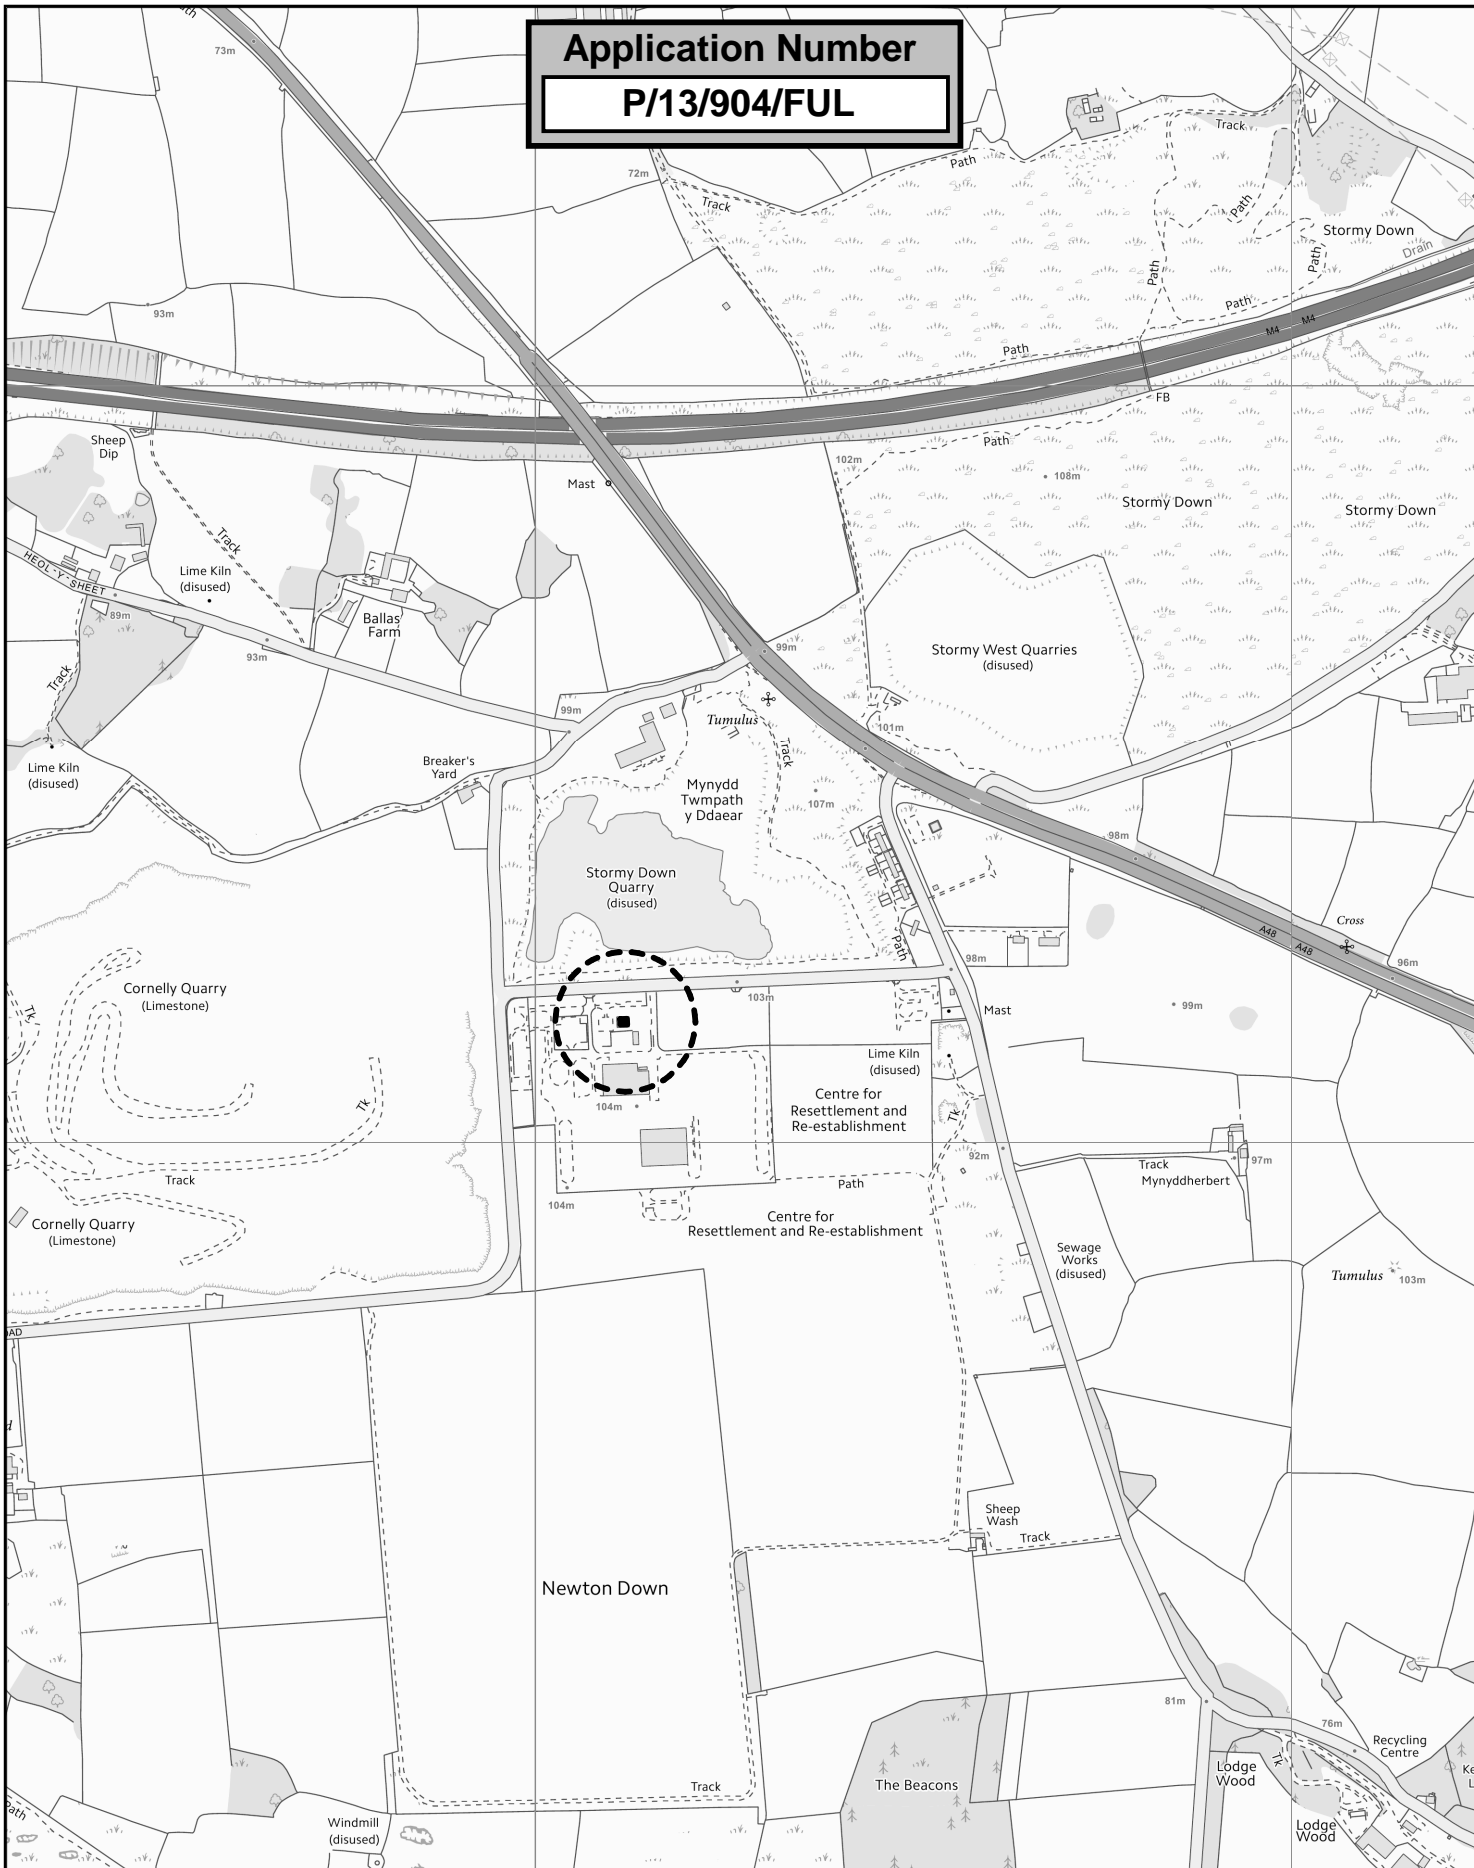 Application Number
P/13/904/FUL
73m
72m
Track
Path
Track
Path
Path
Path
Stormy Down
Drain
Path
M4
M4
93m
Path
FB
Path
Sheep
Dip
102m
108m
Mast
Stormy Down
Stormy Down
Track
HEOL-Y-SHEET
Lime Kiln
(disused)
89m
Ballas
Farm
93m
99m
Stormy West Quarries
(disused)
Track
99m
Tumulus
101m
Track
Breaker's
Yard
Lime Kiln
(disused)
Mynydd
Twmpath
y Ddaear
107m
98m
Stormy Down
Quarry
(disused)
Cross
A48
A48
Path
98m
96m
Cornelly Quarry
(Limestone)
Tk
103m
Mast
99m
Lime Kiln
(disused)
Tk
104m
Centre for
Resettlement and
Re-establishment
Tk
92m
Track
97m
Mynyddherbert
Track
Path
104m
Cornelly Quarry
(Limestone)
Centre for
Resettlement and Re-establishment
Sewage
Works
(disused)
Tumulus
103m
Sheep
Wash
Track
Newton Down
81m
76m
Recycling
Centre
Track
The Beacons
Lodge
Wood
Tk
Path
Windmill
(disused)
Lodge
Wood